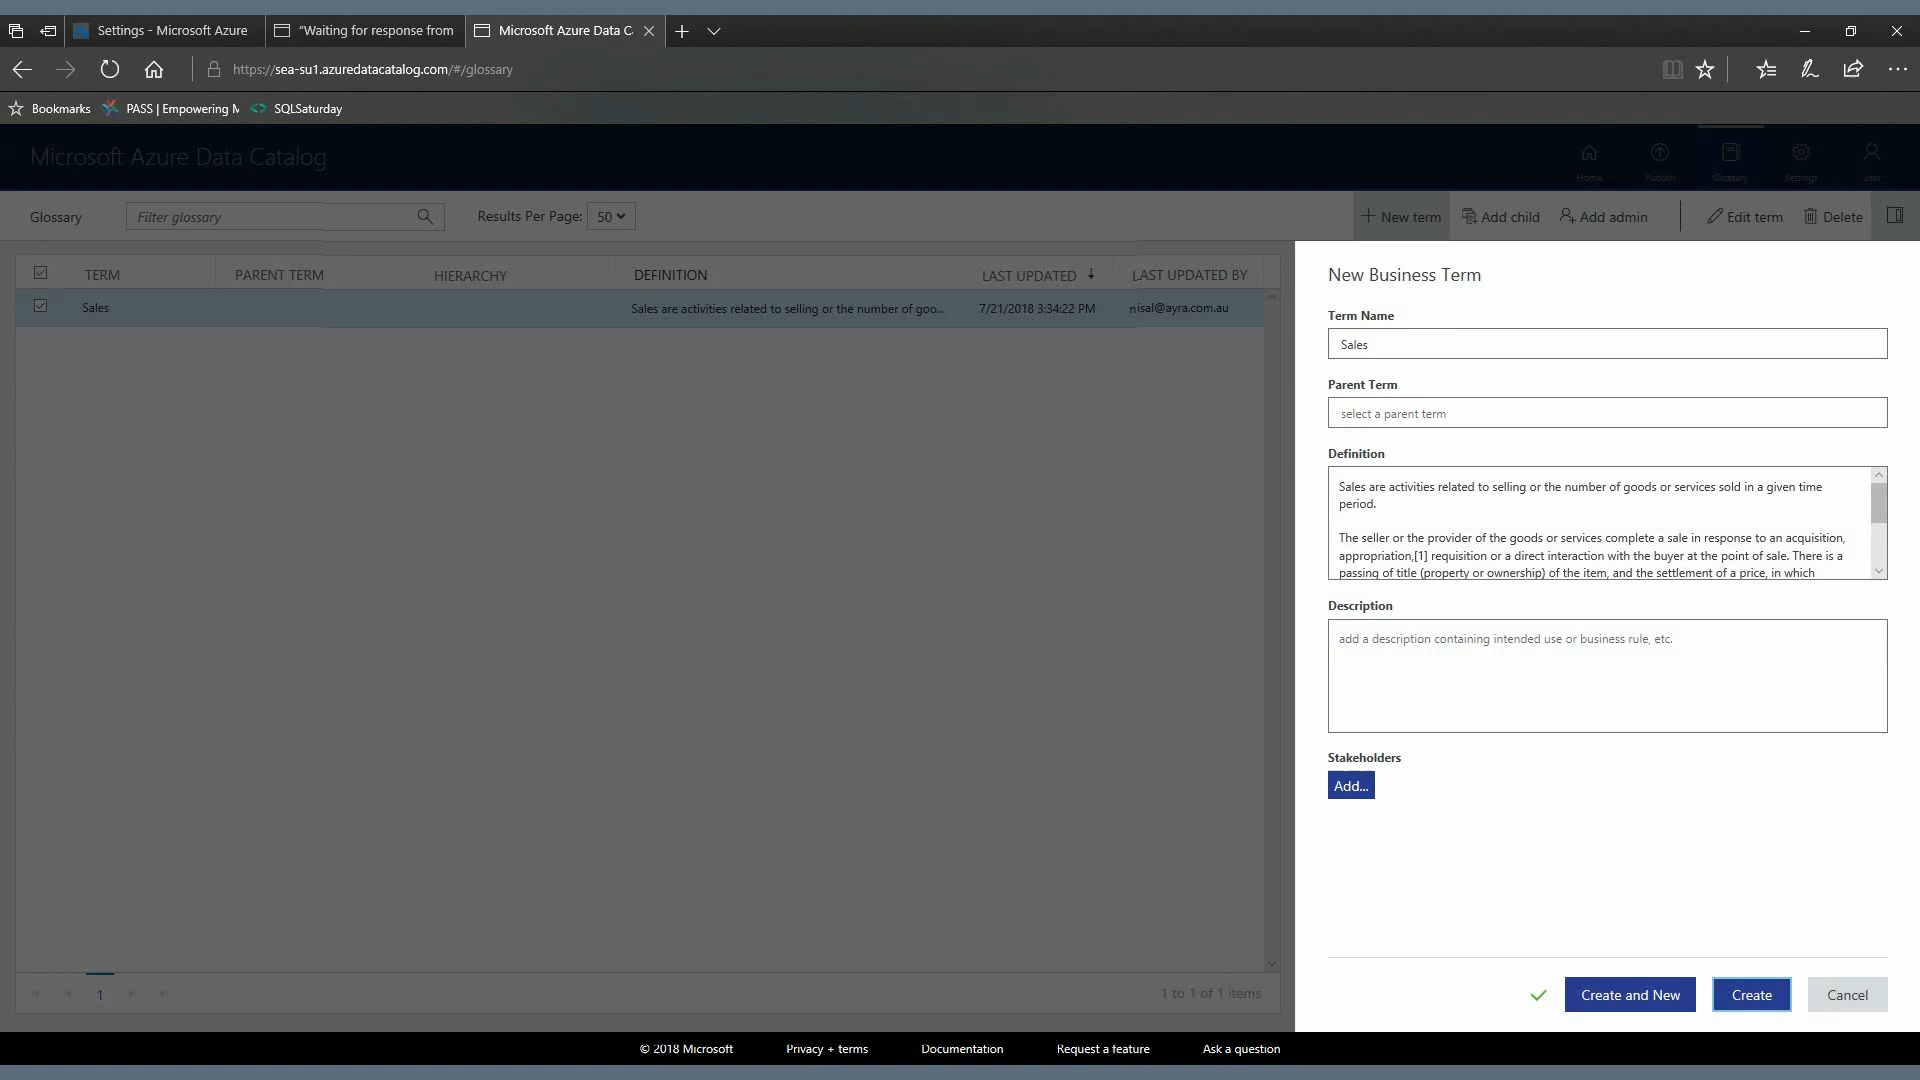 Settings - Microsoft Azure
"Waiting for response from
Microsoft Azure Data C
https://sea-su1.azuredatacatalog.com/#/glossary
Bookmarks
PASS | Empowering M
SQLSaturday
Microsoft Azure Data Catalog
Home
Publish
Glossary
Settings
User
Glossary
Filter glossary
Results Per Page:
50
New term
Add child
Add admin
Edit term
Delete
TERM
PARENT TERM
HIERARCHY
DEFINITION
LAST UPDATED
LAST UPDATED BY
Sales
Sales are activities related to selling or the number of goo...
7/21/2018 3:34:22 PM
nisal@ayra.com.au
1
1 to 1 of 1 items
New Business Term
Term Name
Sales
Parent Term
select a parent term
Definition
Sales are activities related to selling or the number of goods or services sold in a given time
period.
The seller or the provider of the goods or services complete a sale in response to an acquisition,
appropriation,[1] requisition or a direct interaction with the buyer at the point of sale. There is a
passing of title (property or ownership) of the item, and the settlement of a price, in which
Description
add a description containing intended use or business rule, etc.
Stakeholders
Add...
Create and New
Create
Cancel
© 2018 Microsoft
Privacy + terms
Documentation
Request a feature
Ask a question